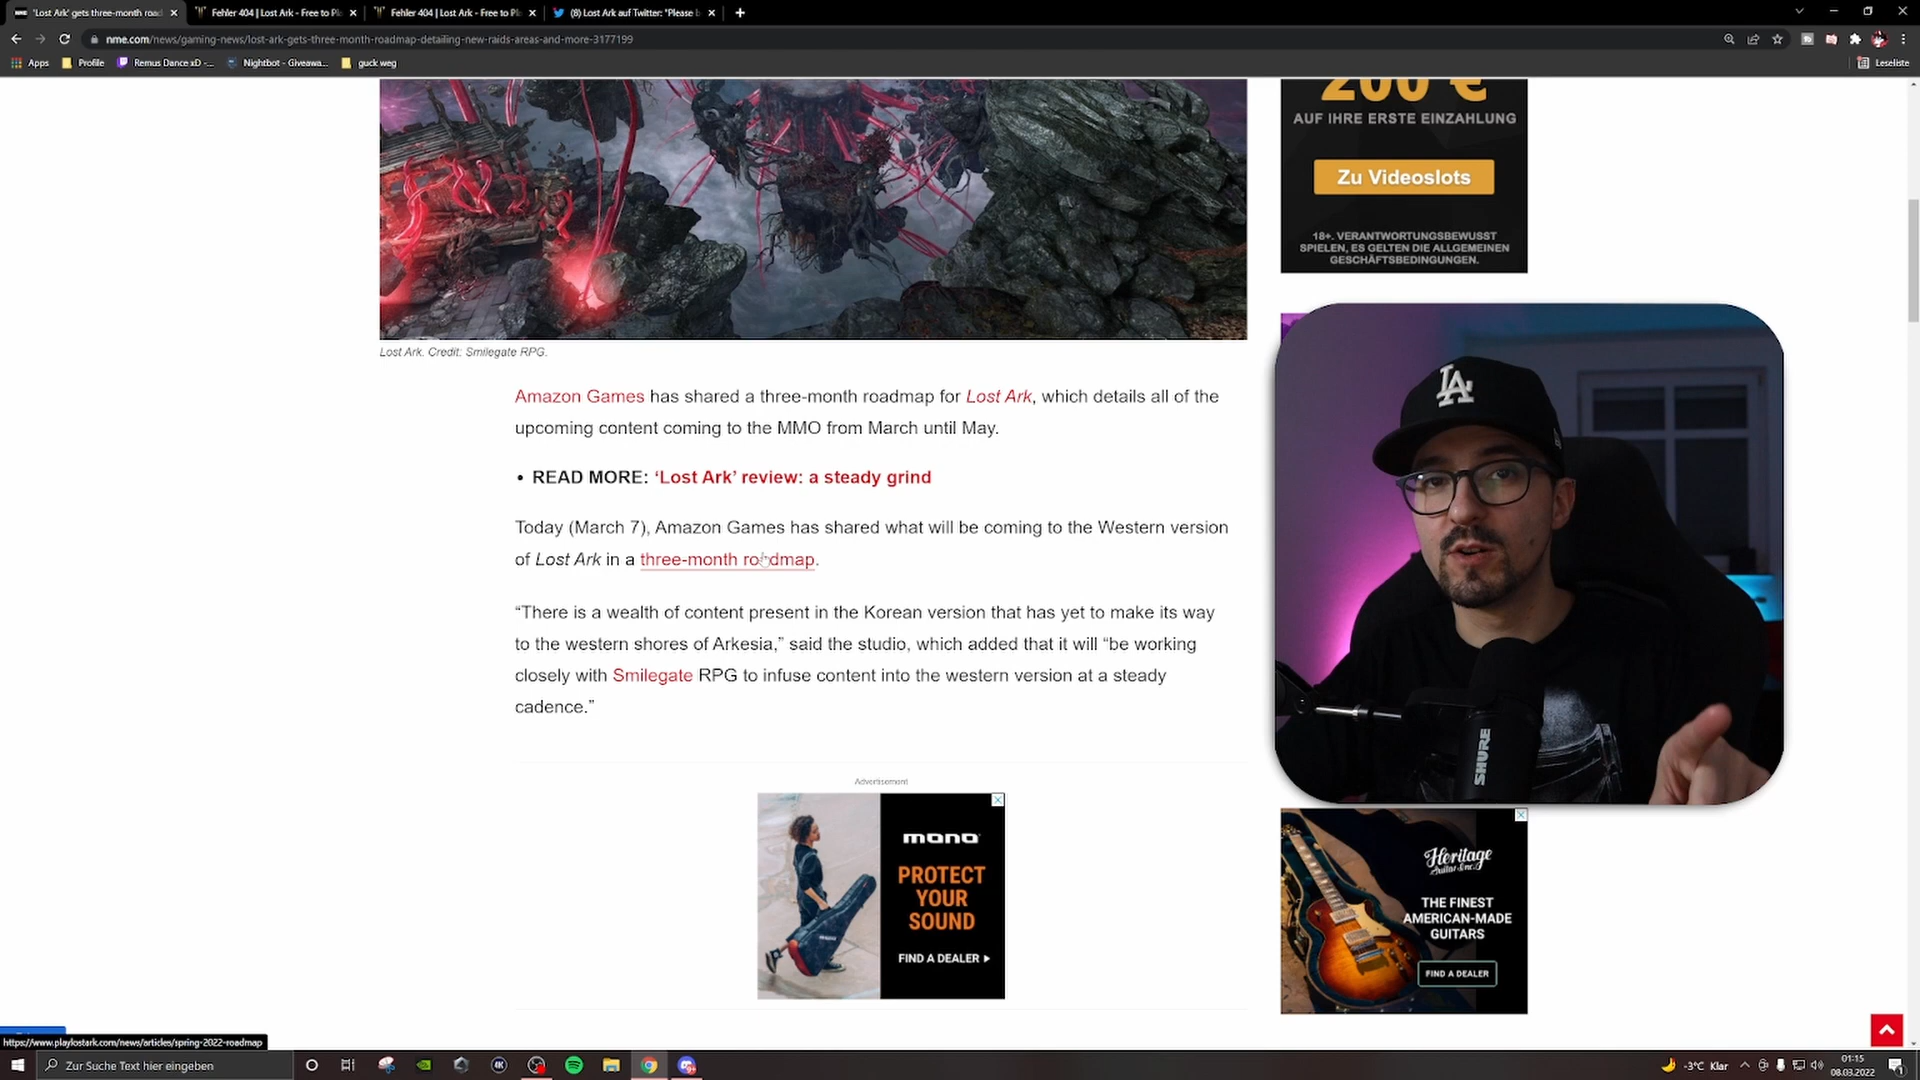 'Lost Ark' gets three-month road
Fehler 404 | Lost Ark - Free to Pl
Fehler 404 | Lost Ark - Free to Pl
(8) Lost Ark auf Twitter: "Please b
nme.com/news/gaming-news/lost-ark-gets-three-month-roadmap-detailing-new-raids-areas-and-more-3177199
Apps
Profile
Remus Dance xD -...
Nightbot - Giveawa...
guck weg
Leseliste
200 €
AUF IHRE ERSTE EINZAHLUNG
Zu Videoslots
18+. VERANTWORTUNGSBEWUSST
SPIELEN, ES GELTEN DIE ALLGEMEINEN
GESCHÄFTSBEDINGUNGEN.
Lost Ark. Credit: Smilegate RPG.
Amazon Games has shared a three-month roadmap for Lost Ark, which details all of the
upcoming content coming to the MMO from March until May.
• READ MORE: ‘Lost Ark’ review: a steady grind
Today (March 7), Amazon Games has shared what will be coming to the Western version
of Lost Ark in a three-month roadmap.
“There is a wealth of content present in the Korean version that has yet to make its way
to the western shores of Arkesia,” said the studio, which added that it will “be working
closely with Smilegate RPG to infuse content into the western version at a steady
cadence.”
LA
SHURE
Advertisement
mono
PROTECT
YOUR
SOUND
FIND A DEALER
Heritage
Guitar Inc.
THE FINEST
AMERICAN-MADE
GUITARS
FIND A DEALER
https://www.playlostark.com/news/articles/spring-2022-roadmap
Zur Suche Text hier eingeben
-3°C Klar
01:15
08.03.2022